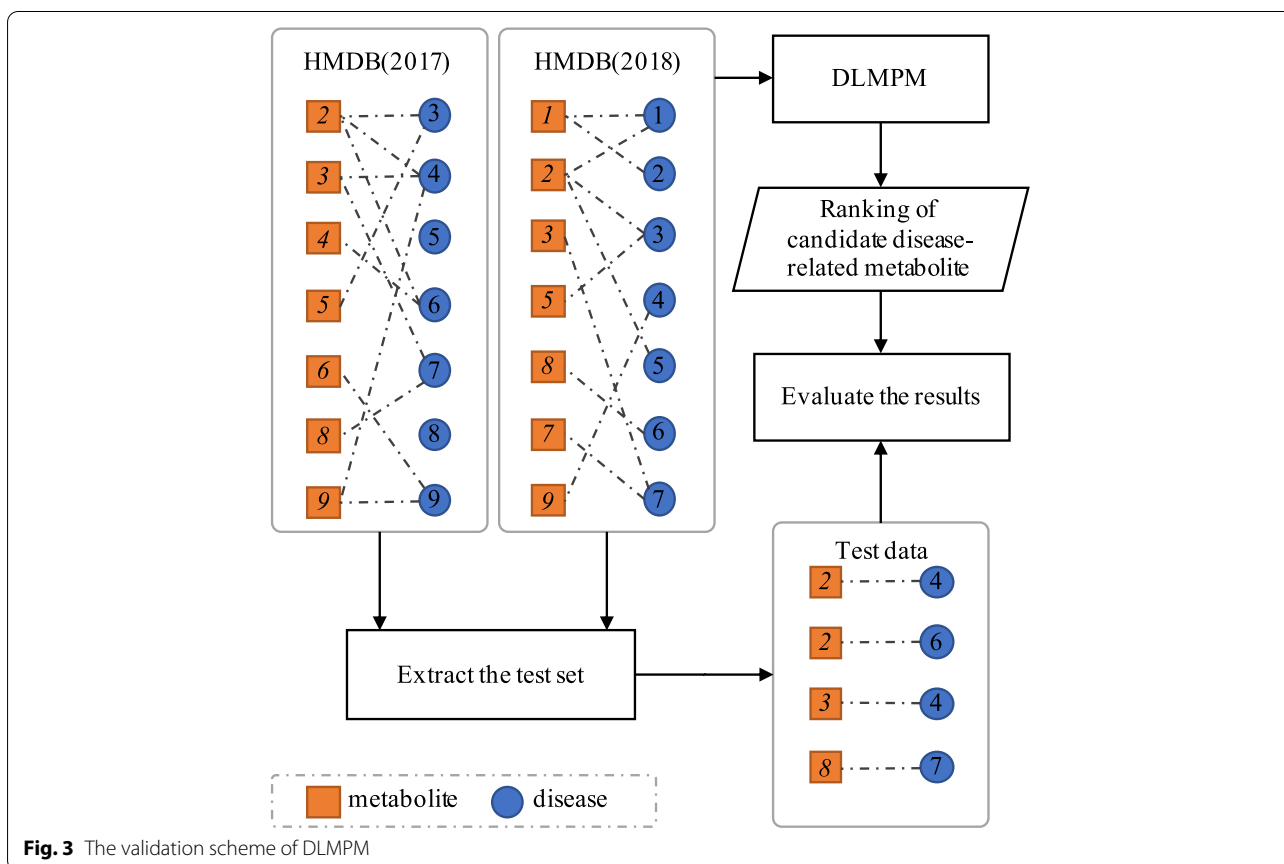 HMDB(2017)
2 3
3 4
4 5
5 6
6 7
8 8
9 9
HMDB(2018)
1 1
2 2
3 3
5 4
8 5
7 6
9 7
DLMPM
Ranking of
candidate disease-
related metabolite
Evaluate the results
Extract the test set
Test data
2 4
2 6
3 4
8 7
metabolite disease
Fig. 3 The validation scheme of DLMPM